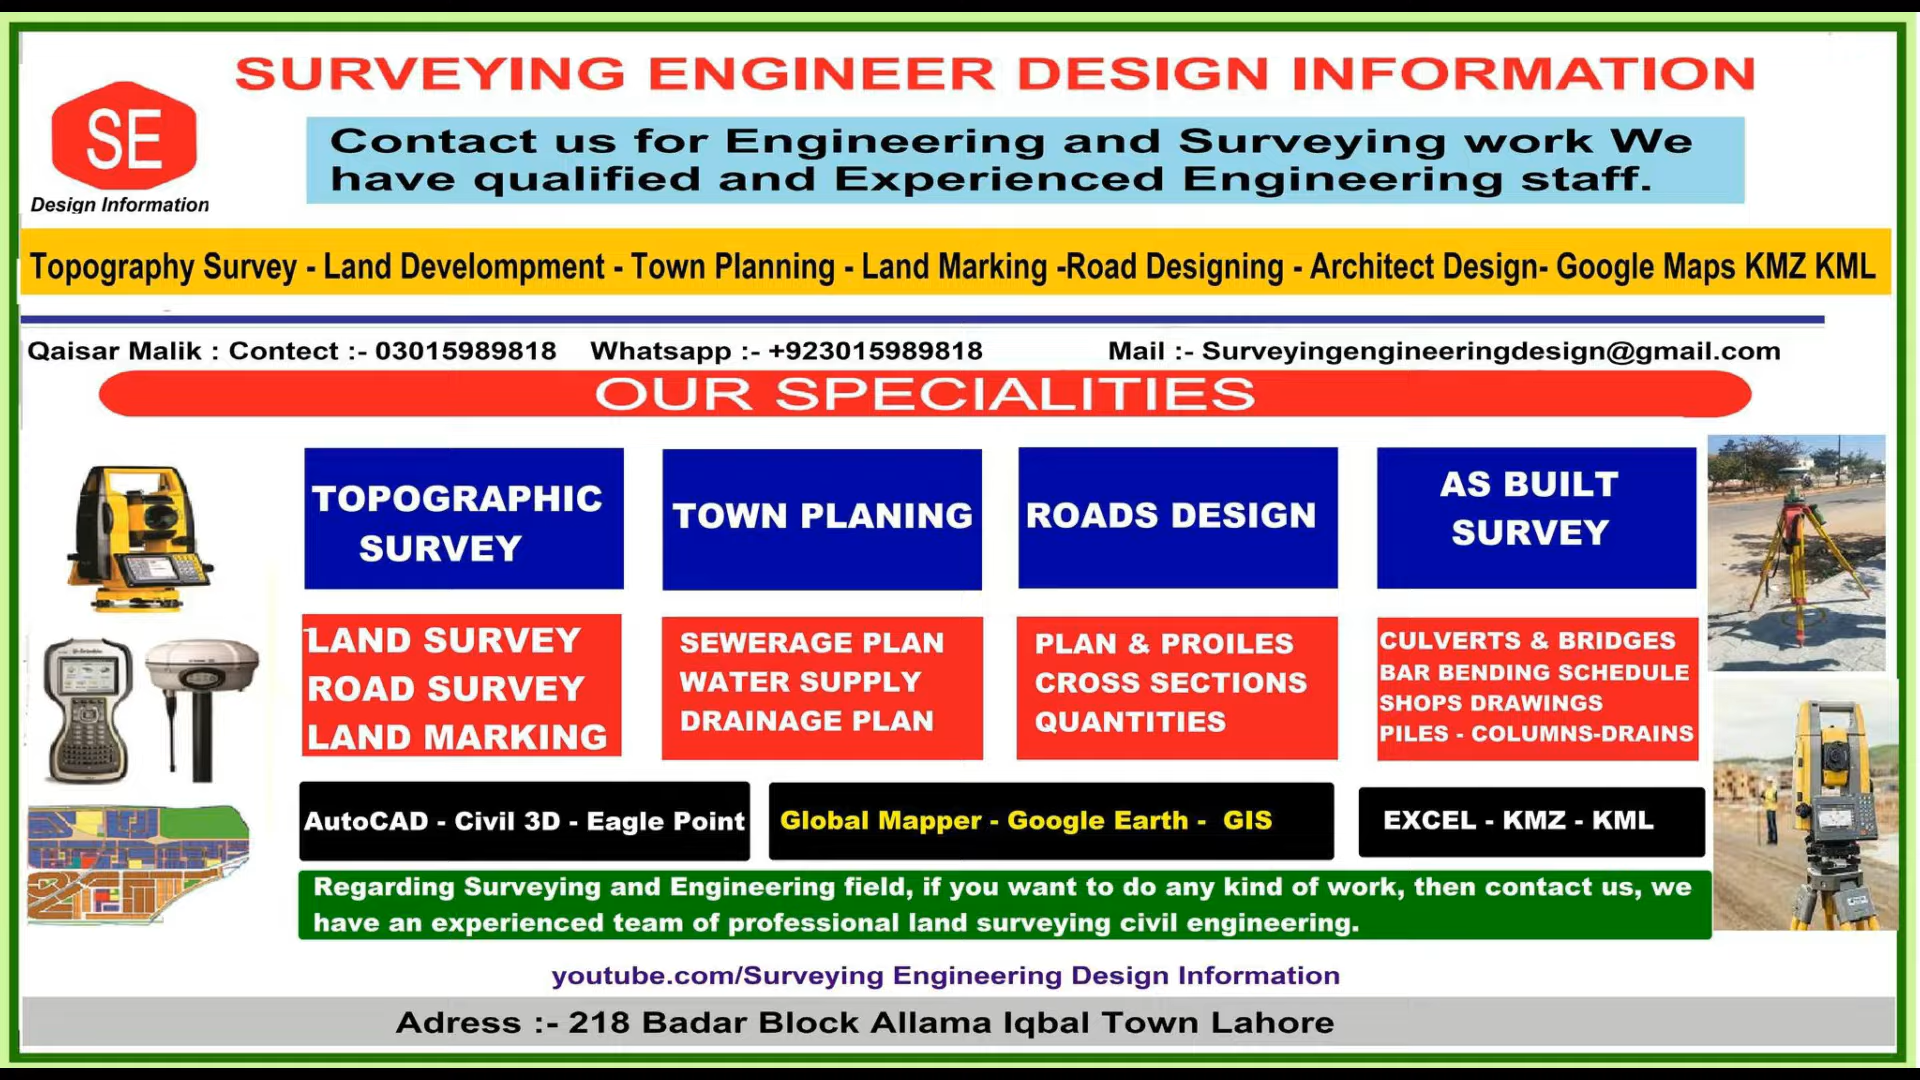 SURVEYING ENGINEER DESIGN INFORMATION
SE
Design Information
Contact us for Engineering and Surveying work We
have qualified and Experienced Engineering staff.
Topography Survey - Land Develompment - Town Planning - Land Marking -Road Designing - Architect Design- Google Maps KMZ KML
Qaisar Malik : Contect :- 03015989818 Whatsapp :- +923015989818 Mail :- Surveyingengineeringdesign@gmail.com
OUR SPECIALITIES
TOPOGRAPHIC
SURVEY
TOWN PLANING
ROADS DESIGN
AS BUILT
SURVEY
LAND SURVEY
ROAD SURVEY
LAND MARKING
SEWERAGE PLAN
WATER SUPPLY
DRAINAGE PLAN
PLAN & PROILES
CROSS SECTIONS
QUANTITIES
CULVERTS & BRIDGES
BAR BENDING SCHEDULE
SHOPS DRAWINGS
PILES - COLUMNS-DRAINS
AutoCAD - Civil 3D - Eagle Point
Global Mapper - Google Earth - GIS
EXCEL - KMZ - KML
Regarding Surveying and Engineering field, if you want to do any kind of work, then contact us, we
have an experienced team of professional land surveying civil engineering.
youtube.com/Surveying Engineering Design Information
Adress :- 218 Badar Block Allama Iqbal Town Lahore